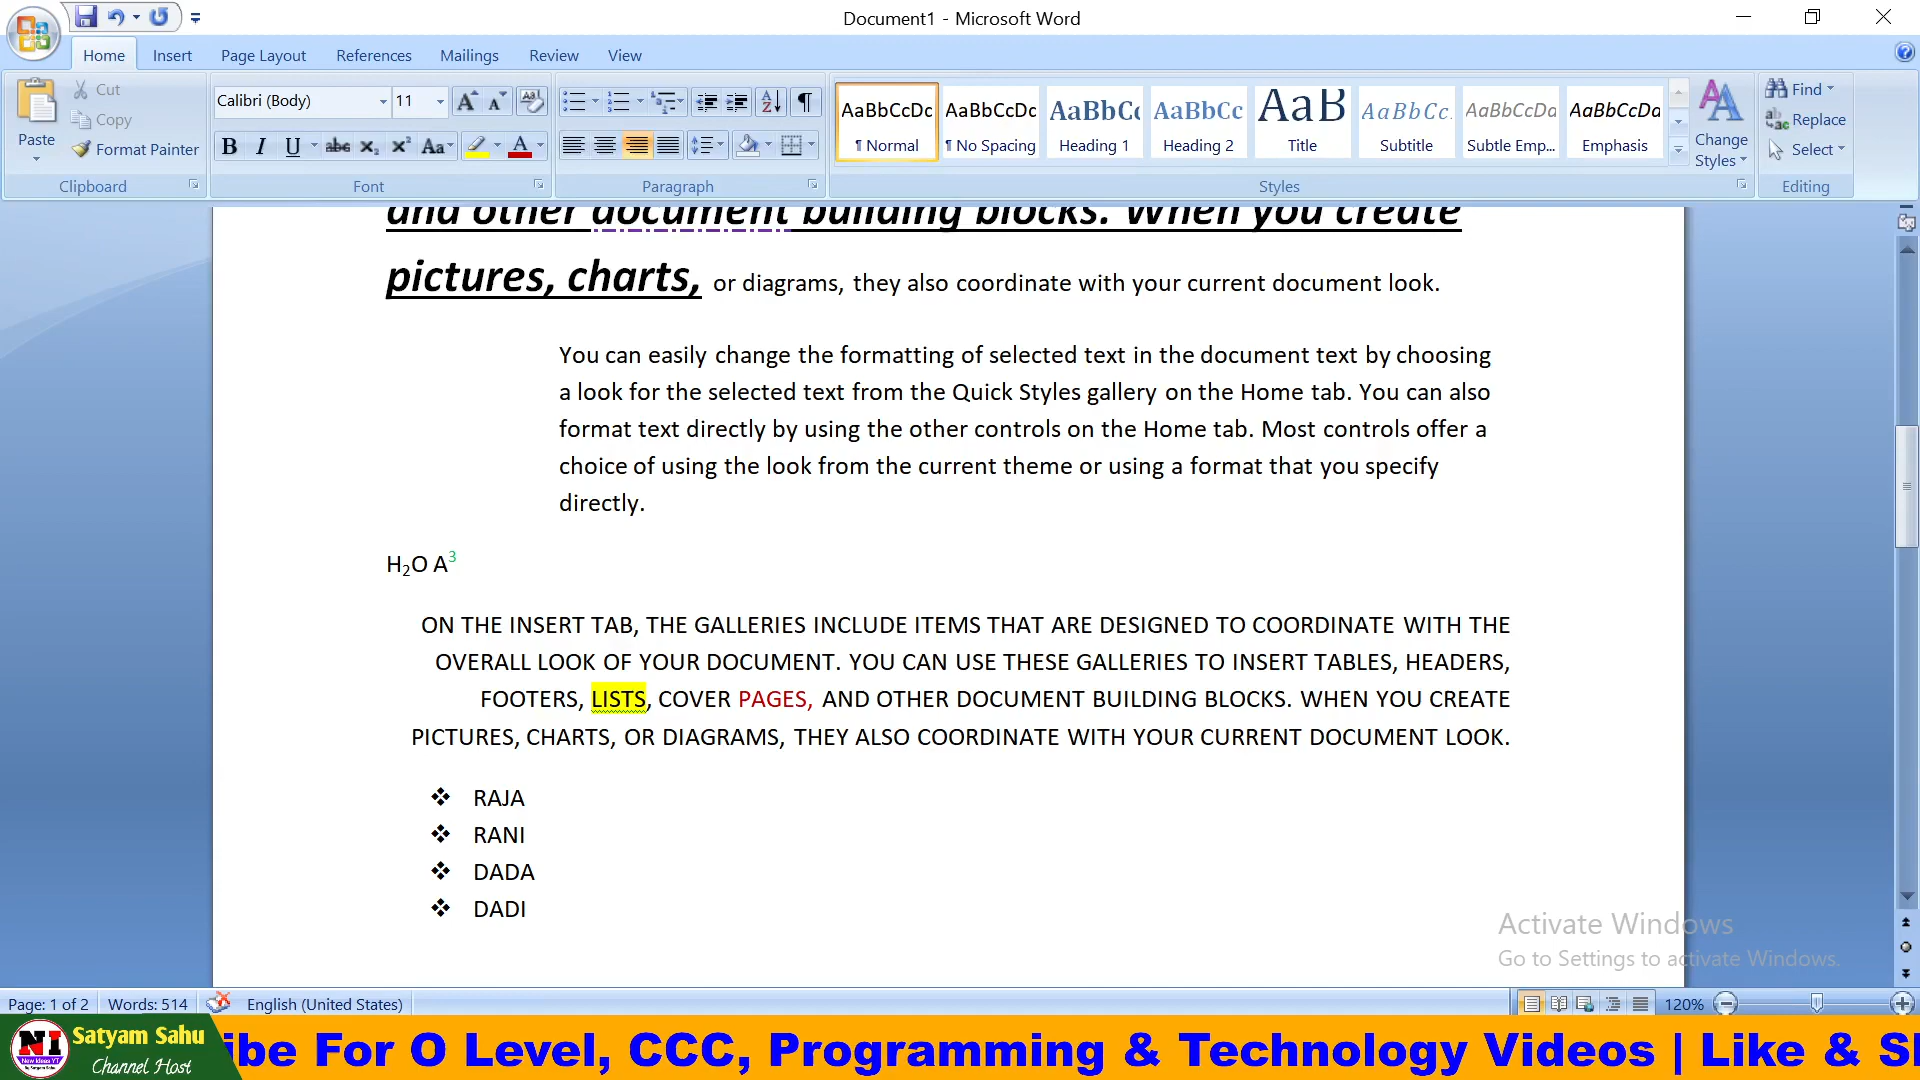 Document1 - Microsoft Word
Home Insert Page Layout References Mailings Review View
Paste
Cut
Copy
Format Painter
Clipboard
Calibri (Body) 11
Font
Paragraph
AaBbCcDc AaBbCcDc AaBbCc AaBbCc AaB AaBbCc. AaBbCcDa AaBbCcDa
¶ Normal ¶ No Spacing Heading 1 Heading 2 Title Subtitle Subtle Emp... Emphasis
Styles
Change Styles
Find
Replace
Select
Editing
and other document building blocks. When you create
pictures, charts, or diagrams, they also coordinate with your current document look.
You can easily change the formatting of selected text in the document text by choosing
a look for the selected text from the Quick Styles gallery on the Home tab. You can also
format text directly by using the other controls on the Home tab. Most controls offer a
choice of using the look from the current theme or using a format that you specify
directly.
H₂O A³
ON THE INSERT TAB, THE GALLERIES INCLUDE ITEMS THAT ARE DESIGNED TO COORDINATE WITH THE
OVERALL LOOK OF YOUR DOCUMENT. YOU CAN USE THESE GALLERIES TO INSERT TABLES, HEADERS,
FOOTERS, LISTS, COVER PAGES, AND OTHER DOCUMENT BUILDING BLOCKS. WHEN YOU CREATE
PICTURES, CHARTS, OR DIAGRAMS, THEY ALSO COORDINATE WITH YOUR CURRENT DOCUMENT LOOK.
❖ RAJA
❖ RANI
❖ DADA
❖ DADI
Activate Windows
Go to Settings to activate Windows.
Page: 1 of 2 Words: 514 English (United States) 120%
NI
Satyam Sahu
Channel Host
ibe For O Level, CCC, Programming & Technology Videos | Like &